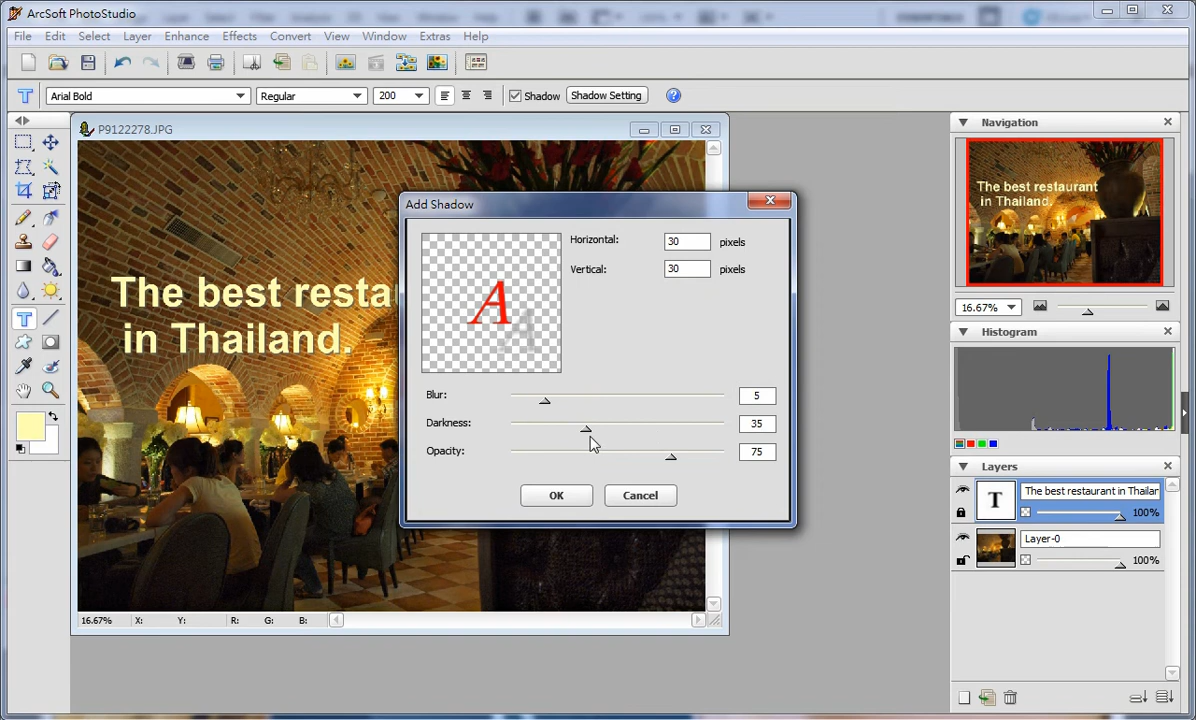 ArcSoft PhotoStudio
File Edit Select Layer Enhance Effects Convert View Window Extras Help
Arial Bold Regular 200 Shadow Shadow Setting ?
P9122278.JPG
The best resta
in Thailand.
16.67% X: Y: R: G: B:
Add Shadow
A
Horizontal: 30 pixels
Vertical: 30 pixels
Blur: 5
Darkness: 35
Opacity: 75
OK Cancel
Navigation
The best restaurant
in Thailand.
16.67%
Histogram
Layers
T The best restaurant in Thailar
100%
Layer-0
100%